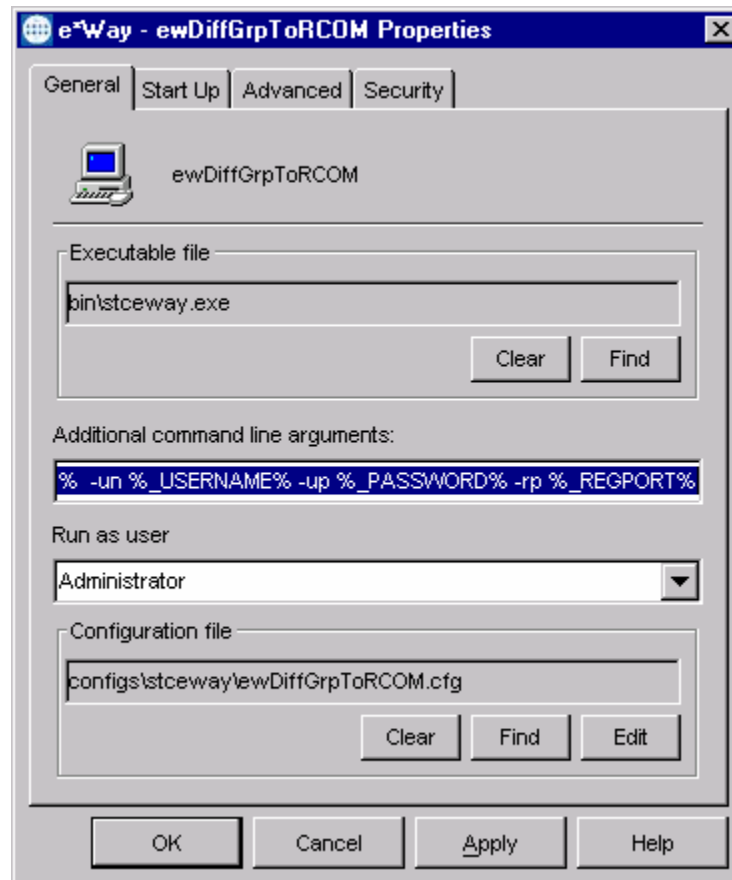 e*Way - ewDiffGrpToRCOM Properties
General Start Up Advanced Security
ewDiffGrpToRCOM
Executable file
bin\stceway.exe
Clear Find
Additional command line arguments:
% -un %_USERNAME% -up %_PASSWORD% -rp %_REGPORT%
Run as user
Administrator
Configuration file
configs\stceway\ewDiffGrpToRCOM.cfg
Clear Find Edit
OK Cancel Apply Help